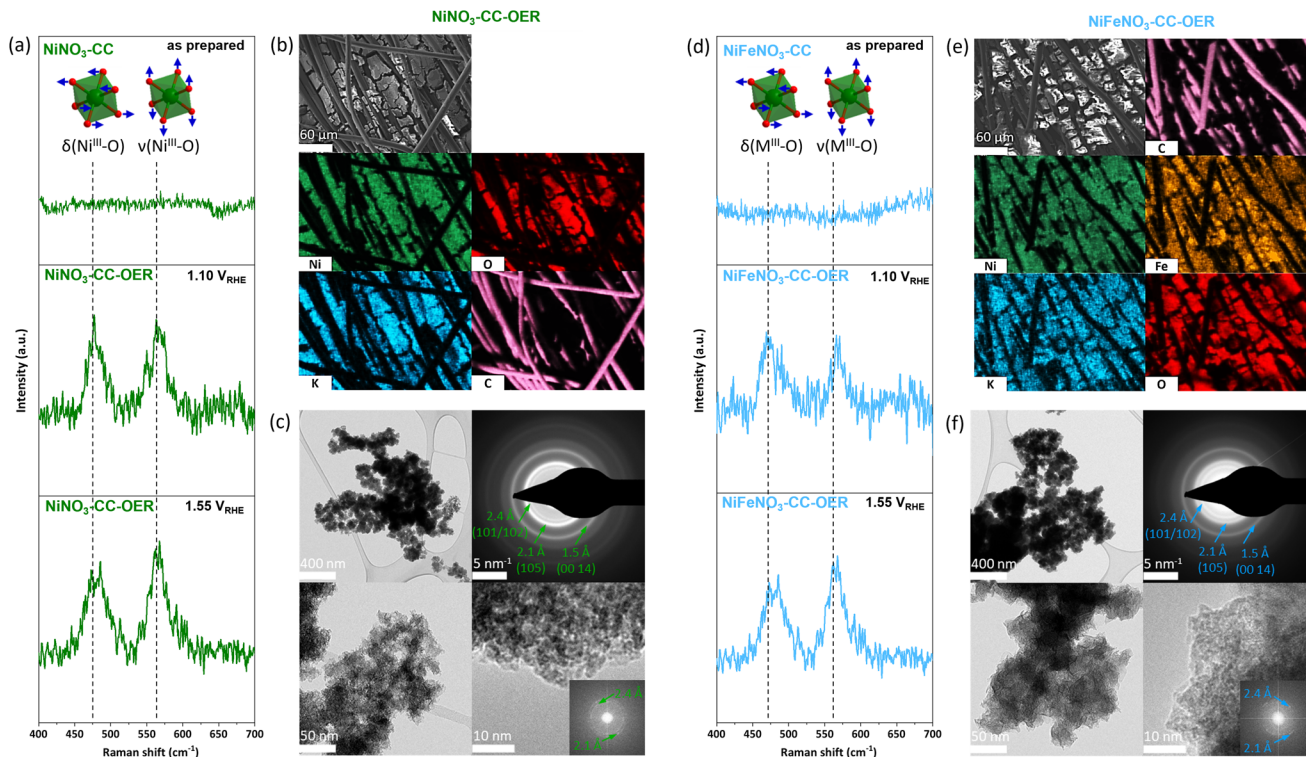 NiNO3-CC-OER
(a)
NiNO3-CC
as prepared
δ(NiIII-O)
ν(NiIII-O)
NiNO3-CC-OER
1.10 VRHE
NiNO3-CC-OER
1.55 VRHE
Intensity (a.u.)
400 450 500 550 600 650 700
Raman shift (cm-1)
(b)
60 µm
Ni
O
K
C
(c)
400 nm
2.4 Å
(101/102)
2.1 Å
(105)
1.5 Å
(00 14)
5 nm-1
50 nm
10 nm
2.4 Å
2.1 Å
NiFeNO3-CC-OER
(d)
NiFeNO3-CC
as prepared
δ(MIII-O)
ν(MIII-O)
NiFeNO3-CC-OER
1.10 VRHE
NiFeNO3-CC-OER
1.55 VRHE
Intensity (a.u.)
400 450 500 550 600 650 700
Raman shift (cm-1)
(e)
60 µm
C
Ni
Fe
K
O
(f)
400 nm
2.4 Å
(101/102)
2.1 Å
(105)
1.5 Å
(00 14)
5 nm-1
50 nm
10 nm
2.4 Å
2.1 Å